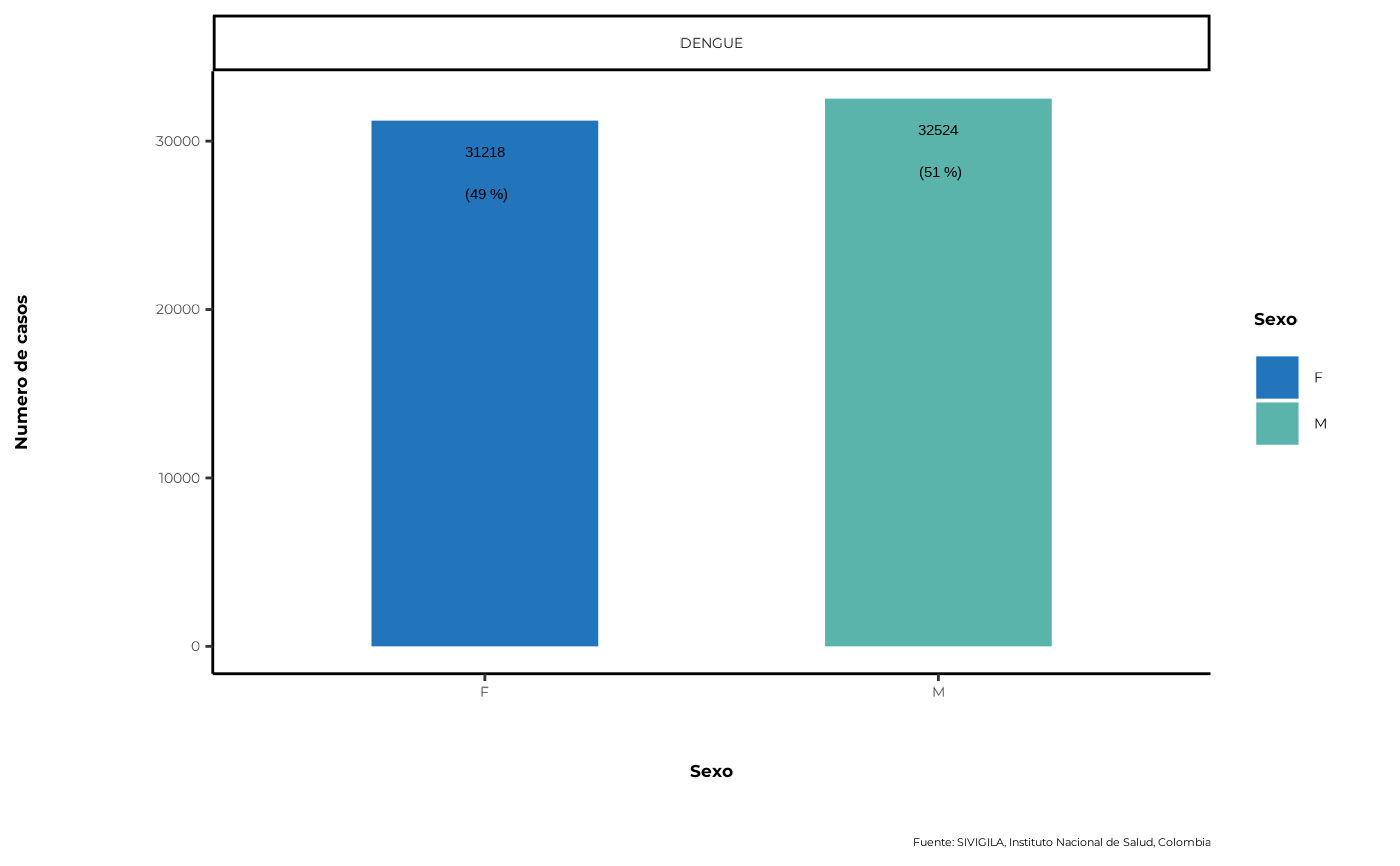 DENGUE
30000
20000
10000
0
31218
(49 %)
32524
(51 %)
F
M
Numero de casos
Sexo
Sexo
F
M
Fuente: SIVIGILA, Instituto Nacional de Salud, Colombia